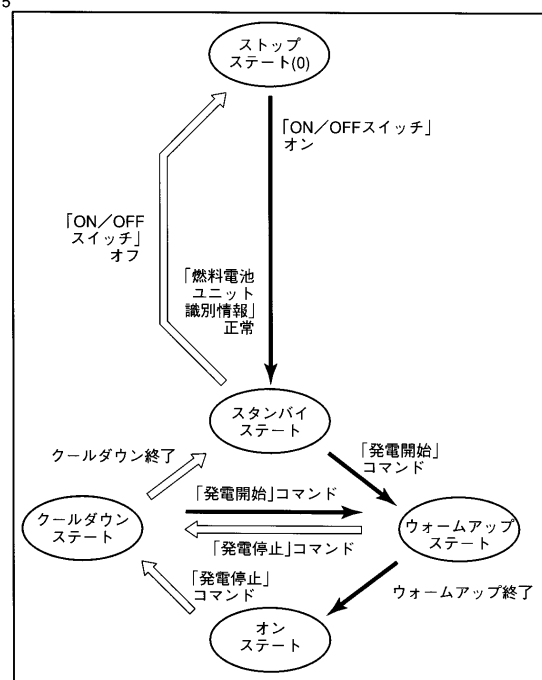 5
ストップ
ステート(0)
「ON／OFFスイッチ」
オン
「ON／OFF
スイッチ」
オフ
「燃料電池
ユニット
識別情報」
正常
スタンバイ
ステート
クールダウン終了
「発電開始」
コマンド
「発電開始」コマンド
クールダウン
ステート
ウォームアップ
ステート
「発電停止」コマンド
「発電停止」
コマンド
ウォームアップ終了
オン
ステート